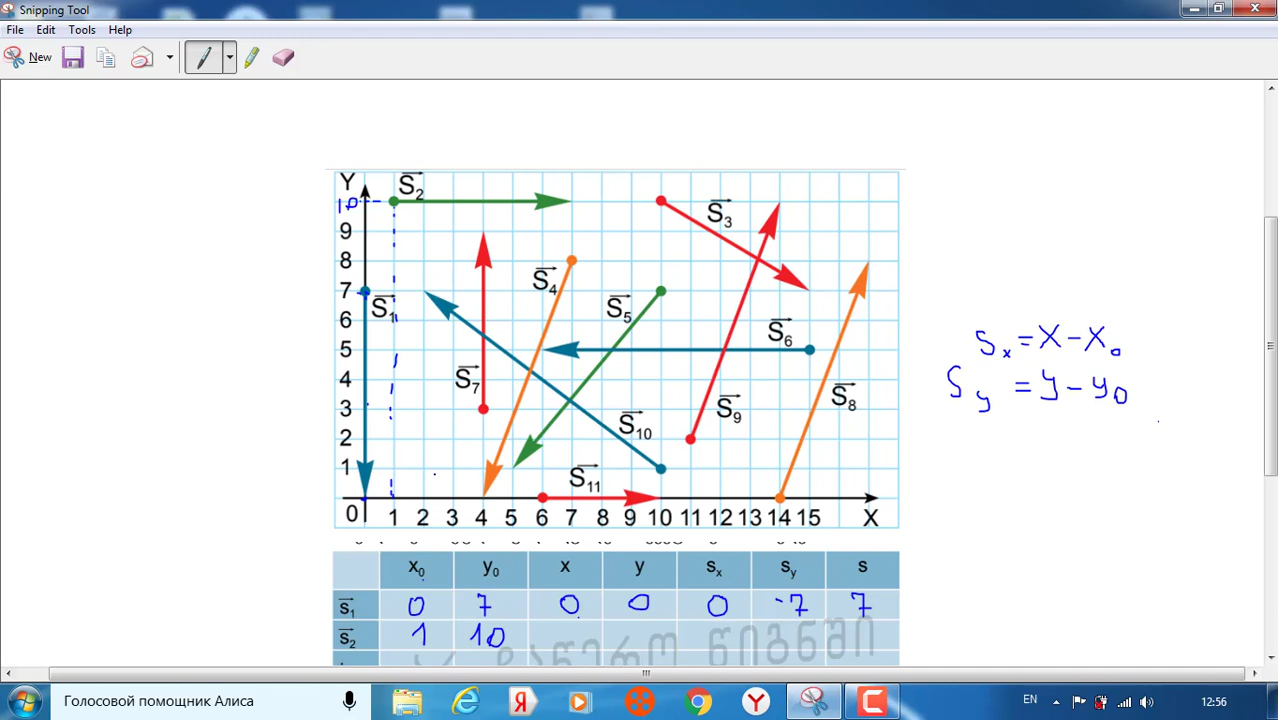 Snipping Tool
File Edit Tools Help
New
Y
S₂
10
9
8
7
6
5
4
3
2
1
0
S₁
S₃
S₄
S₅
S₆
S₇
S₈
S₉
S₁₀
S₁₁
1 2 3 4 5 6 7 8 9 10 11 12 13 14 15 X
Sₓ = X - X₀
S_y = y - y₀
x₀ y₀ x y sₓ s_y s
s₁ 0 7 0 0 0 -7 7
s₂ 1 10
წიგნში
Голосовой помощник Алиса
EN
12:56